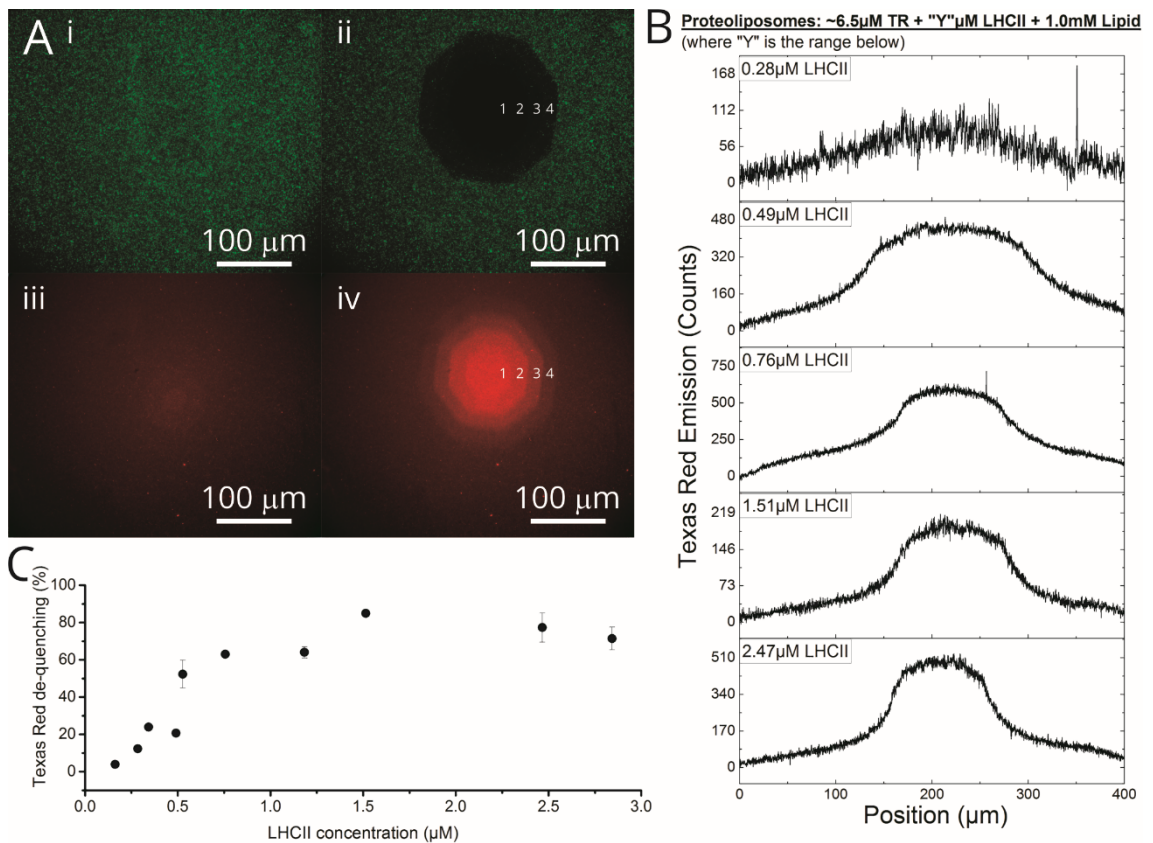 A
i
ii
1 2 3 4
100 μm
100 μm
iii
iv
1 2 3 4
100 μm
100 μm
B
Proteoliposomes: ~6.5μM TR + "Y"μM LHCII + 1.0mM Lipid
(where "Y" is the range below)
0.28μM LHCII
168
112
56
0
0.49μM LHCII
480
320
160
0
0.76μM LHCII
750
500
250
0
1.51μM LHCII
219
146
73
0
2.47μM LHCII
510
340
170
0
Texas Red Emission (Counts)
0 100 200 300 400
Position (μm)
C
Texas Red de-quenching (%)
100
80
60
40
20
0
0.0 0.5 1.0 1.5 2.0 2.5 3.0
LHCII concentration (μM)